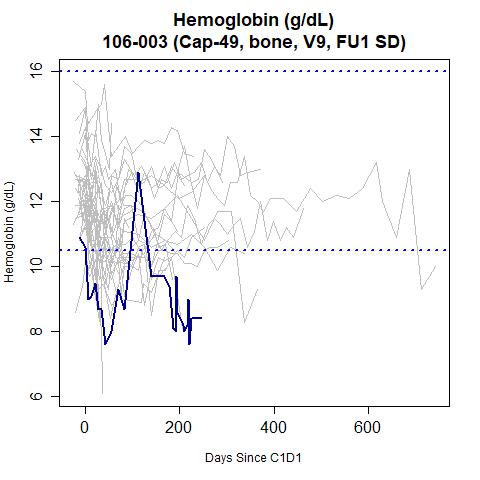 Hemoglobin (g/dL)
106-003 (Cap-49, bone, V9, FU1 SD)
Hemoglobin (g/dL)
16
14
12
10
8
6
0
200
400
600
Days Since C1D1